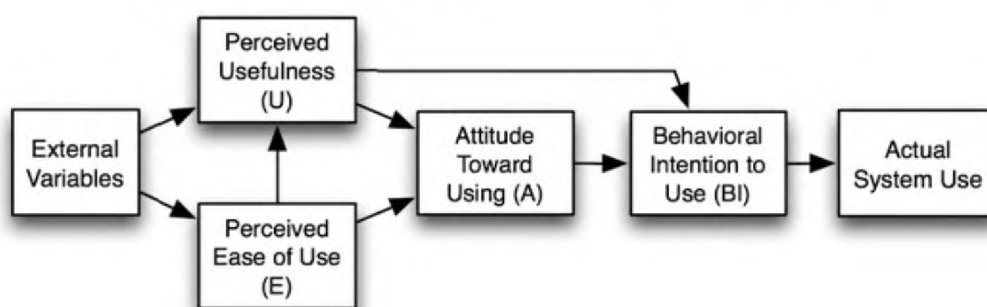 External
Variables
Perceived
Usefulness
(U)
Perceived
Ease of Use
(E)
Attitude
Toward
Using (A)
Behavioral
Intention to
Use (BI)
Actual
System Use